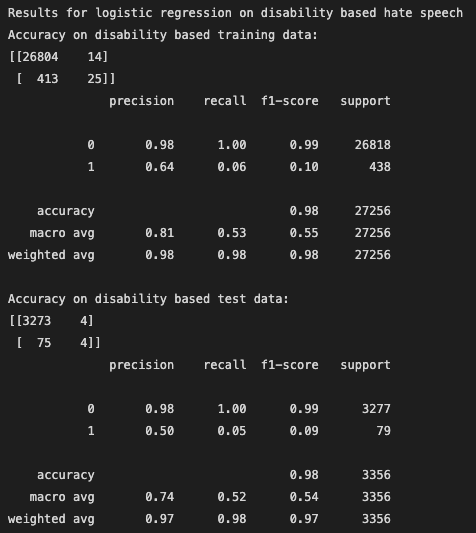 Results for logistic regression on disability based hate speech
Accuracy on disability based training data:
[[26804    14]
 [  413    25]]
              precision    recall  f1-score   support

           0       0.98      1.00      0.99     26818
           1       0.64      0.06      0.10       438

    accuracy                           0.98     27256
   macro avg       0.81      0.53      0.55     27256
weighted avg       0.98      0.98      0.98     27256

Accuracy on disability based test data:
[[3273    4]
 [  75    4]]
              precision    recall  f1-score   support

           0       0.98      1.00      0.99      3277
           1       0.50      0.05      0.09        79

    accuracy                           0.98      3356
   macro avg       0.74      0.52      0.54      3356
weighted avg       0.97      0.98      0.97      3356